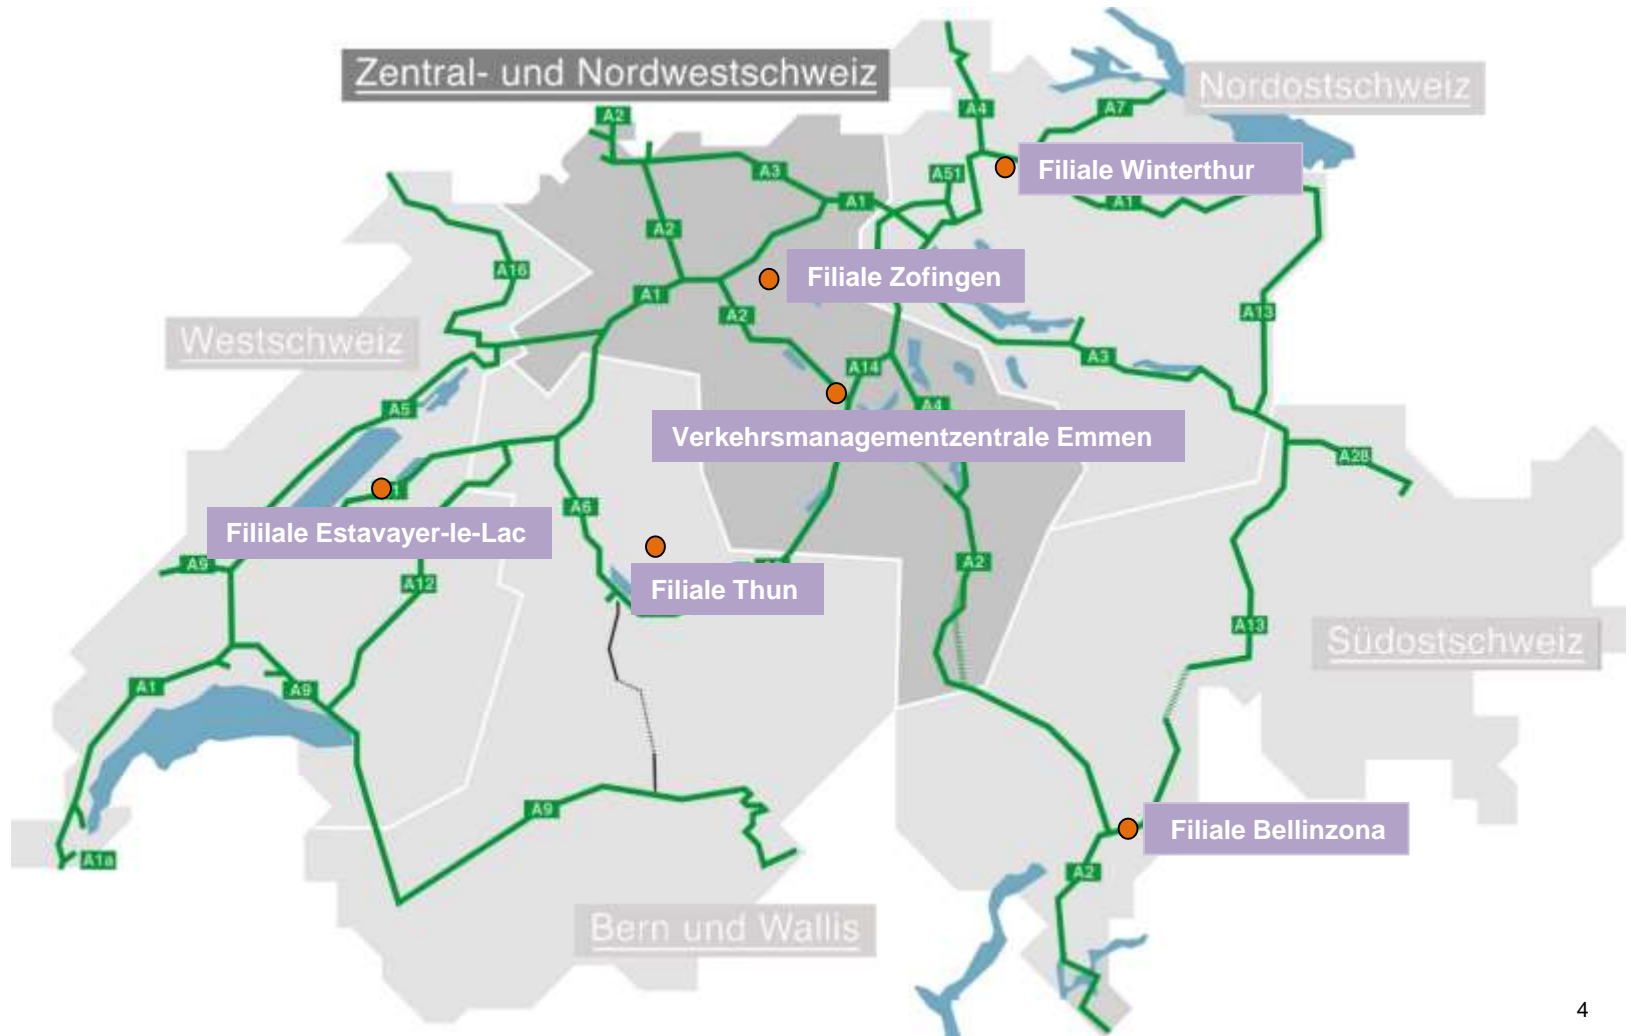 Zentral- und Nordwestschweiz
Nordostschweiz
A2
A4
A7
A3
A51
Filiale Winterthur
A1
A1
A2
A16
Filiale Zofingen
A1
A2
A13
Westschweiz
A3
A14
A5
A4
Verkehrsmanagementzentrale Emmen
A28
A6
Fililale Estavayer-le-Lac
A9
A12
A2
Filiale Thun
A13
Südostschweiz
A1
A9
A9
Filiale Bellinzona
A1a
A2
Bern und Wallis
4